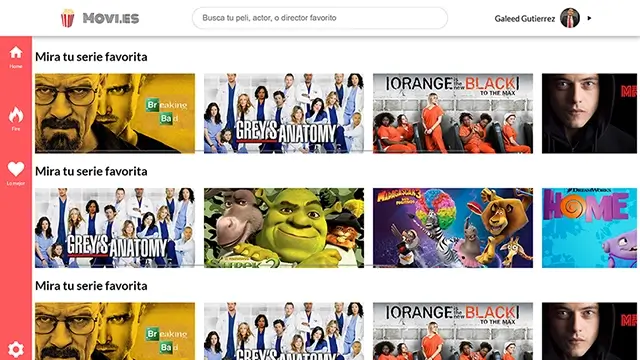 MOVI.ES
Busca tu peli, actor, o director favorito
Galeed Gutierrez
Home
Fire
Lo mejor
Mira tu serie favorita
Breaking
Bad
GREY'S ANATOMY
ORANGE IS THE NEW BLACK
TO THE MAX
MR
Mira tu serie favorita
GREY'S ANATOMY
MADAGASCAR 3
DREAMWORKS
HOME
Mira tu serie favorita
Breaking
Bad
GREY'S ANATOMY
ORANGE IS THE NEW BLACK
TO THE MAX